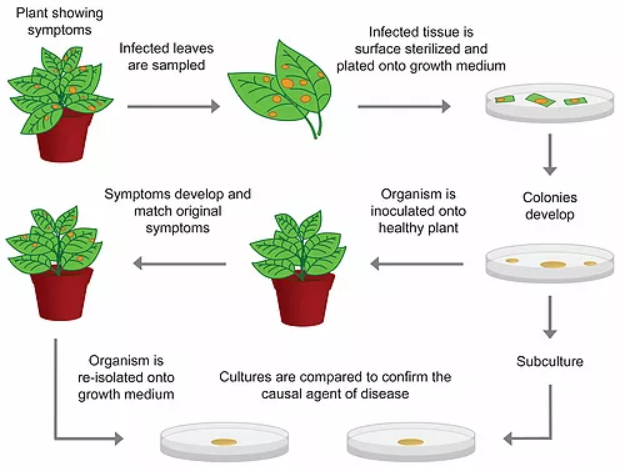 Plant showing
symptoms
Infected leaves
are sampled
Infected tissue is
surface sterilized and
plated onto growth medium
Colonies
develop
Organism is
inoculated onto
healthy plant
Symptoms develop and
match original
symptoms
Subculture
Organism is
re-isolated onto
growth medium
Cultures are compared to confirm the
causal agent of disease